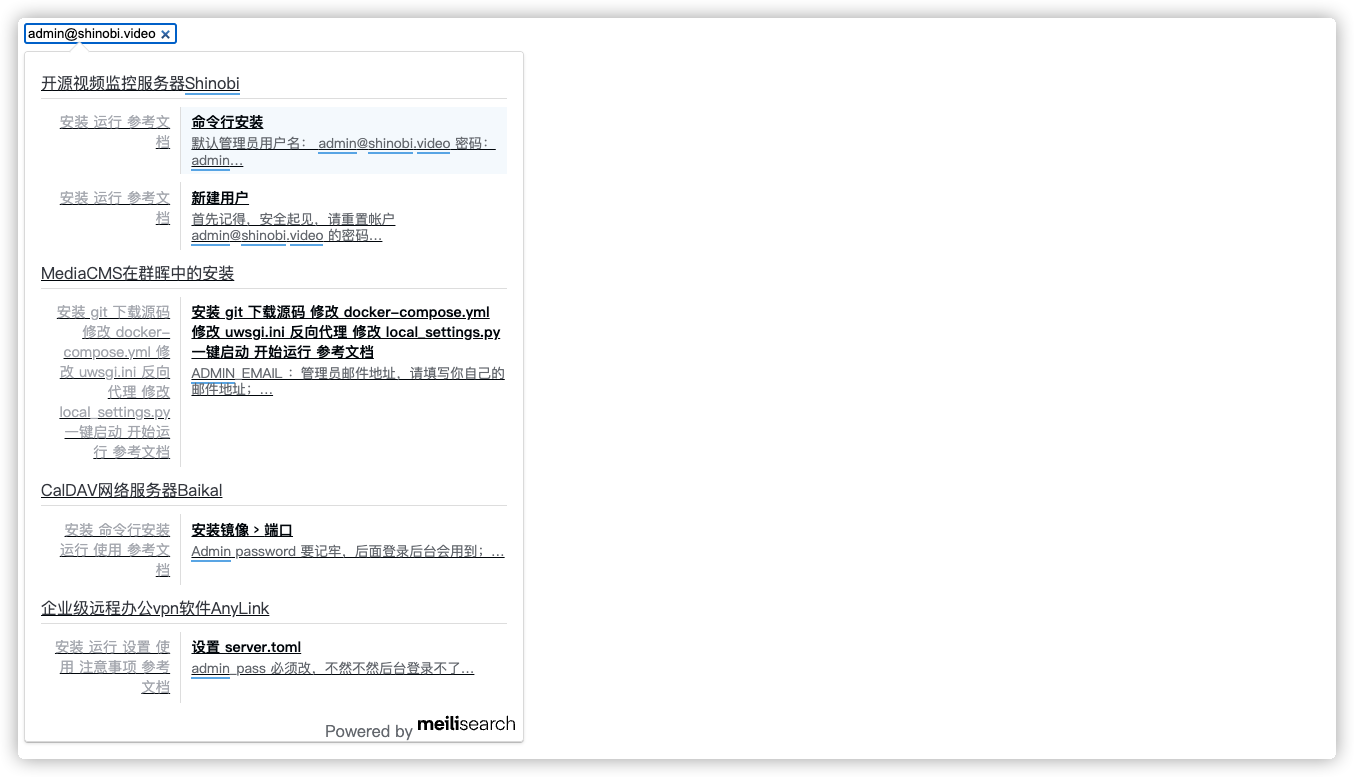 admin@shinobi.video ×
开源视频监控服务器Shinobi
安装 运行 参考文
档
命令行安装
默认管理员用户名： admin@shinobi.video 密码：
admin…
安装 运行 参考文
档
新建用户
首先记得，安全起见，请重置帐户
admin@shinobi.video 的密码…
MediaCMS在群晖中的安装
安装 git 下载源码
修改 docker-
compose.yml 修
改 uwsgi.ini 反向
代理 修改
local_settings.py
一键启动 开始运
行 参考文档
安装 git 下载源码 修改 docker-compose.yml
修改 uwsgi.ini 反向代理 修改 local_settings.py
一键启动 开始运行 参考文档
ADMIN_EMAIL ：管理员邮件地址，请填写你自己的
邮件地址；…
CalDAV网络服务器Baikal
安装 命令行安装
运行 使用 参考文
档
安装镜像 > 端口
Admin password 要记牢，后面登录后台会用到；…
企业级远程办公vpn软件AnyLink
安装 运行 设置 使
用 注意事项 参考
文档
设置 server.toml
admin_pass 必须改，不然不然后台登录不了…
Powered by meilisearch